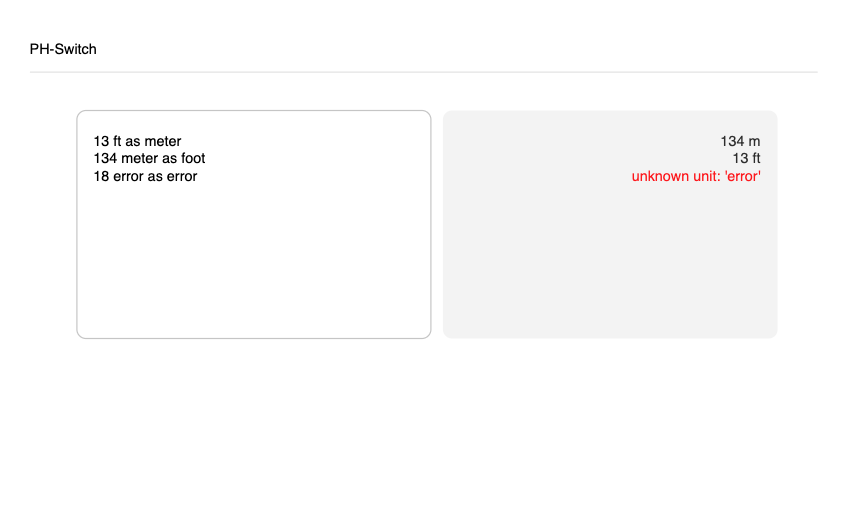 PH-Switch
13 ft as meter
134 meter as foot
18 error as error
134 m
13 ft
unknown unit: 'error'